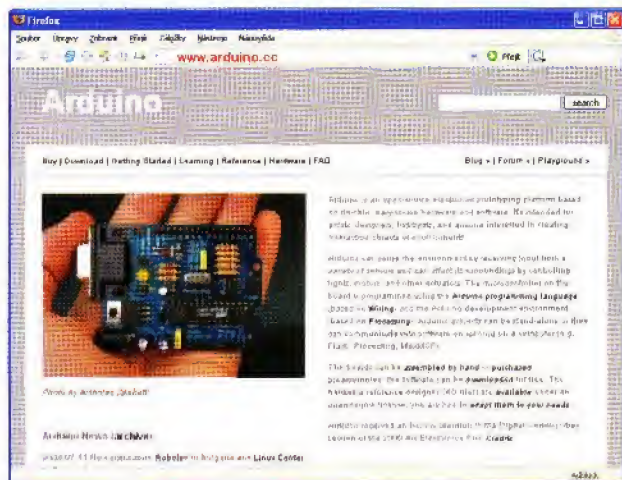 Firefox
Soubor Úpravy Zobrazit Přejít Záložky Nástroje Nápověda
www.arduino.cc Přejít
Arduino
search
Buy | Download | Getting Started | Learning | Reference | Hardware | FAQ
Blog » | Forum » | Playground »
Arduino is an open-source electronics prototyping platform based
on flexible, easy-to-use hardware and software. It's intended for
artists, designers, hobbyists, and anyone interested in creating
interactive objects or environments.
Arduino can sense the environment by receiving input from a
variety of sensors and can affect its surroundings by controlling
lights, motors, and other actuators. The microcontroller on the
board is programmed using the Arduino programming language
(based on Wiring) and the Arduino development environment
(based on Processing). Arduino projects can be stand-alone or they
can communicate with software on running on a computer (e.g.
Flash, Processing, MaxMSP).
The boards can be assembled by hand or purchased
preassembled; the software can be downloaded for free. The
hardware reference designs (CAD files) are available under an
open-source license, you are free to adapt them to your needs.
Photo by
Arduino News (archive)
and Linux Center